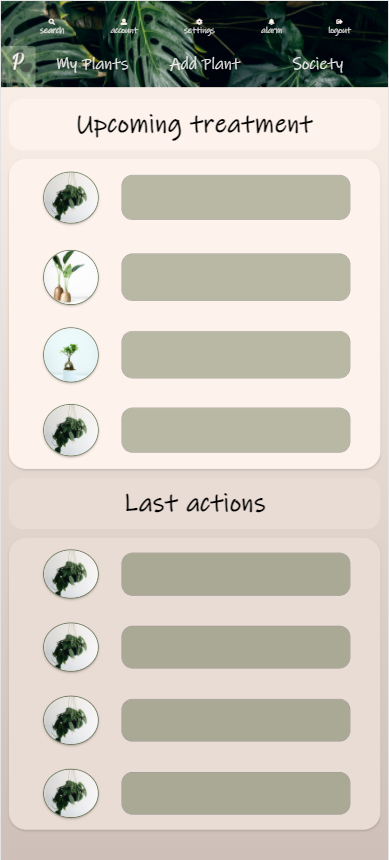 search account settings alarm logout
P My Plants Add Plant Society
Upcoming treatment
Last actions